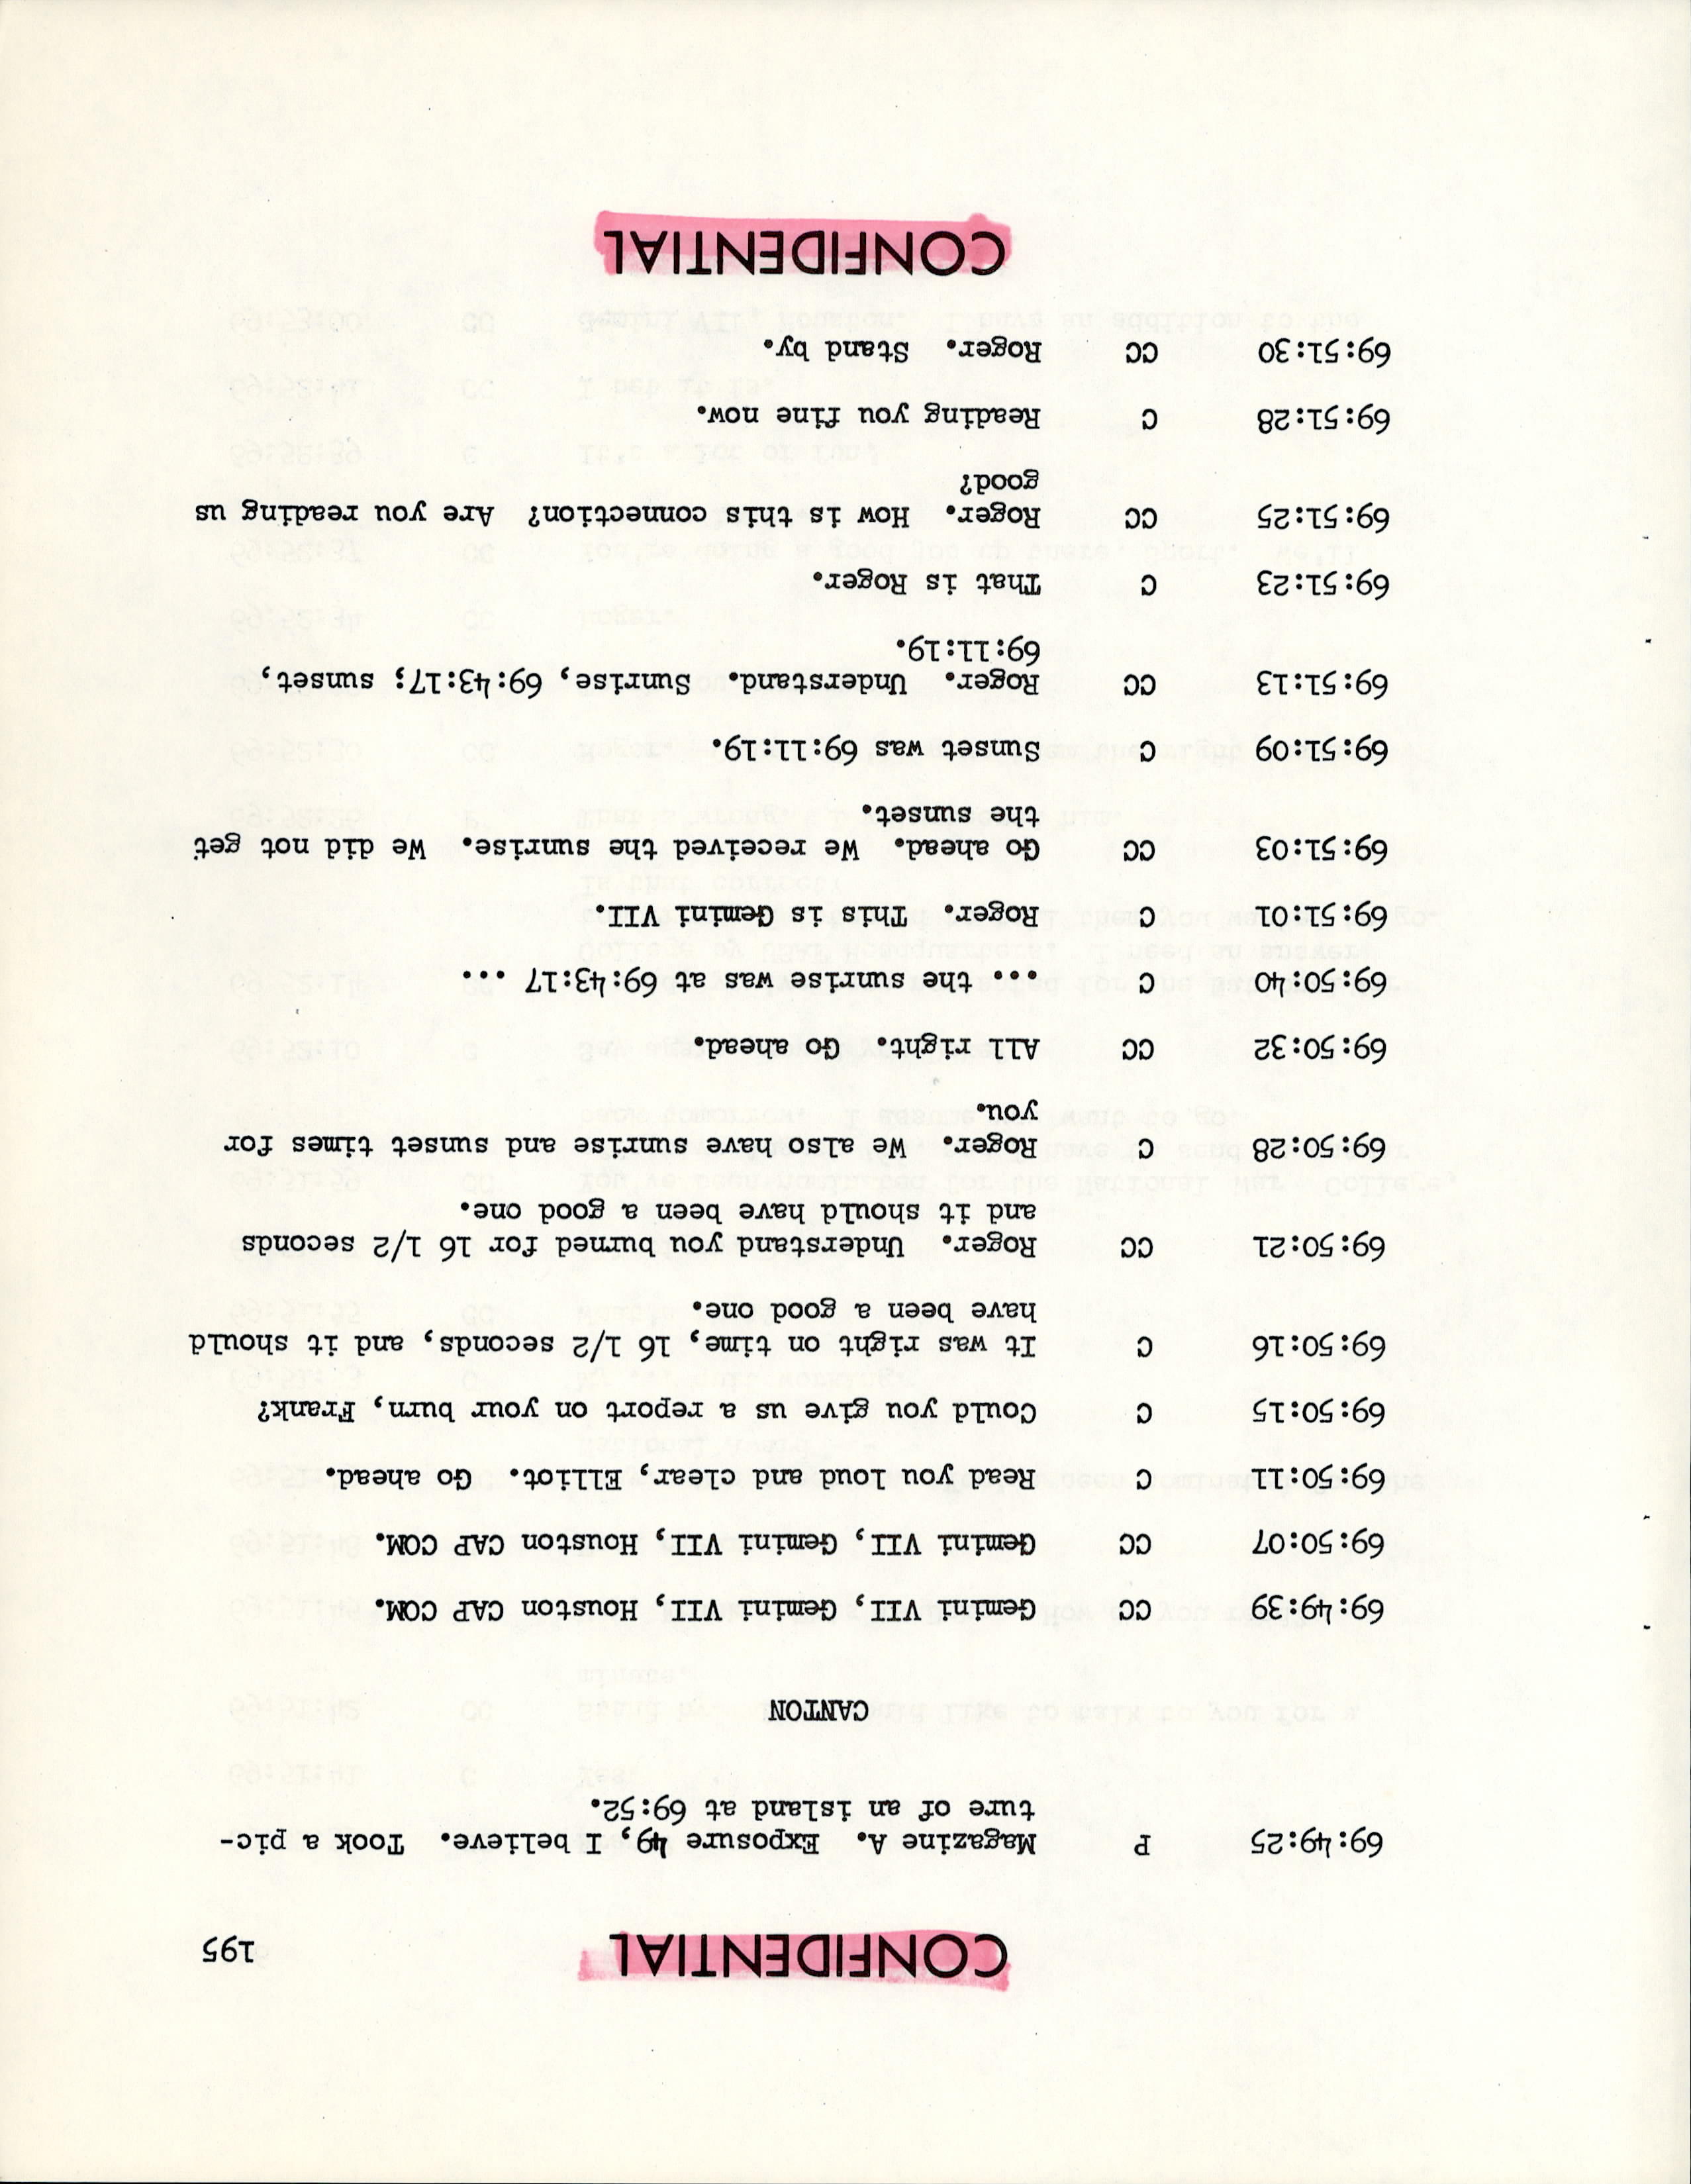 CONFIDENTIAL
195
69:49:25 P Magazine A. Exposure 49, I believe. Took a pic-
ture of an island at 69:52.
CANTON
69:49:39 CC Gemini VII, Gemini VII, Houston CAP COM.
69:50:07 CC Gemini VII, Gemini VII, Houston CAP COM.
69:50:11 C Read you loud and clear, Elliot. Go ahead.
69:50:15 C Could you give us a report on your burn, Frank?
69:50:16 C It was right on time, 16 1/2 seconds, and it should
have been a good one.
69:50:21 CC Roger. Understand you burned for 16 1/2 seconds
and it should have been a good one.
69:50:28 C Roger. We also have sunrise and sunset times for
you.
69:50:32 CC All right. Go ahead.
69:50:40 C ... the sunrise was at 69:43:17 ...
69:51:01 C Roger. This is Gemini VII.
69:51:03 CC Go ahead. We received the sunrise. We did not get
the sunset.
69:51:09 C Sunset was 69:11:19.
69:51:13 CC Roger. Understand. Sunrise, 69:43:17; sunset,
69:11:19.
69:51:23 C That is Roger.
69:51:25 CC Roger. How is this connection? Are you reading us
good?
69:51:28 C Reading you fine now.
69:51:30 CC Roger. Stand by.
CONFIDENTIAL